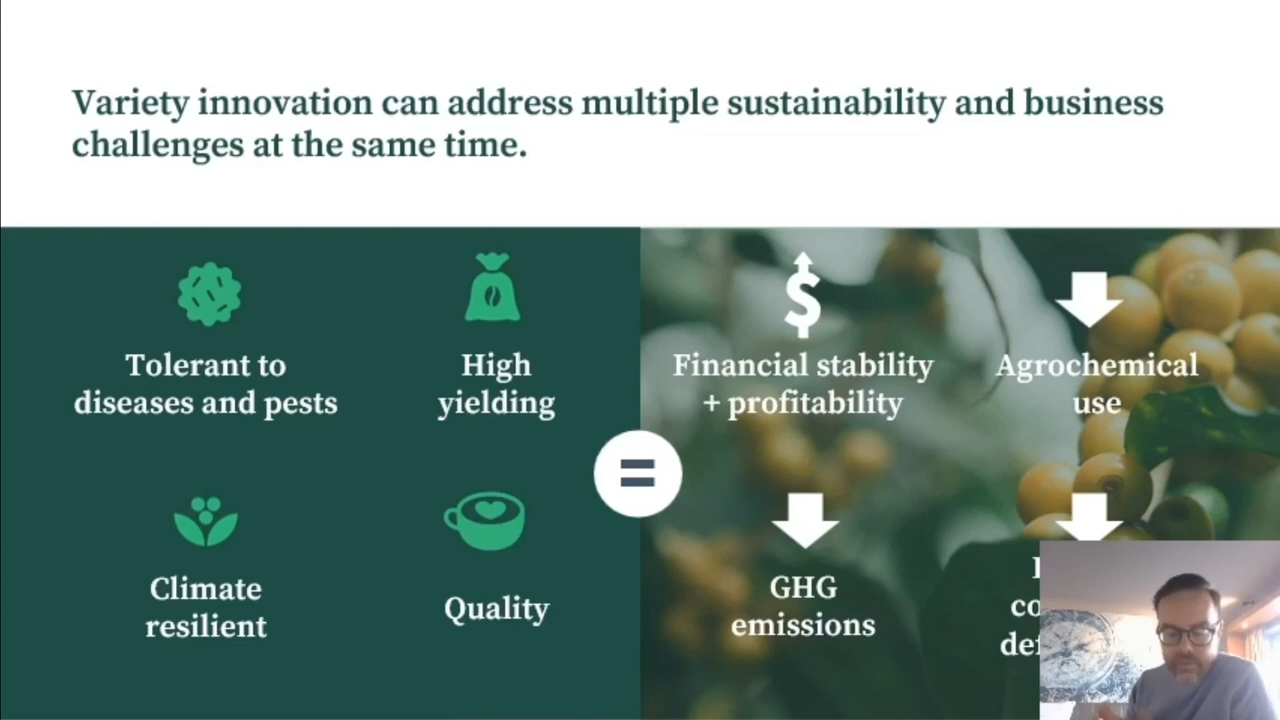 Variety innovation can address multiple sustainability and business
challenges at the same time.
Tolerant to
diseases and pests
High
yielding
Climate
resilient
Quality
=
$
Financial stability
+ profitability
Agrochemical
use
GHG
emissions